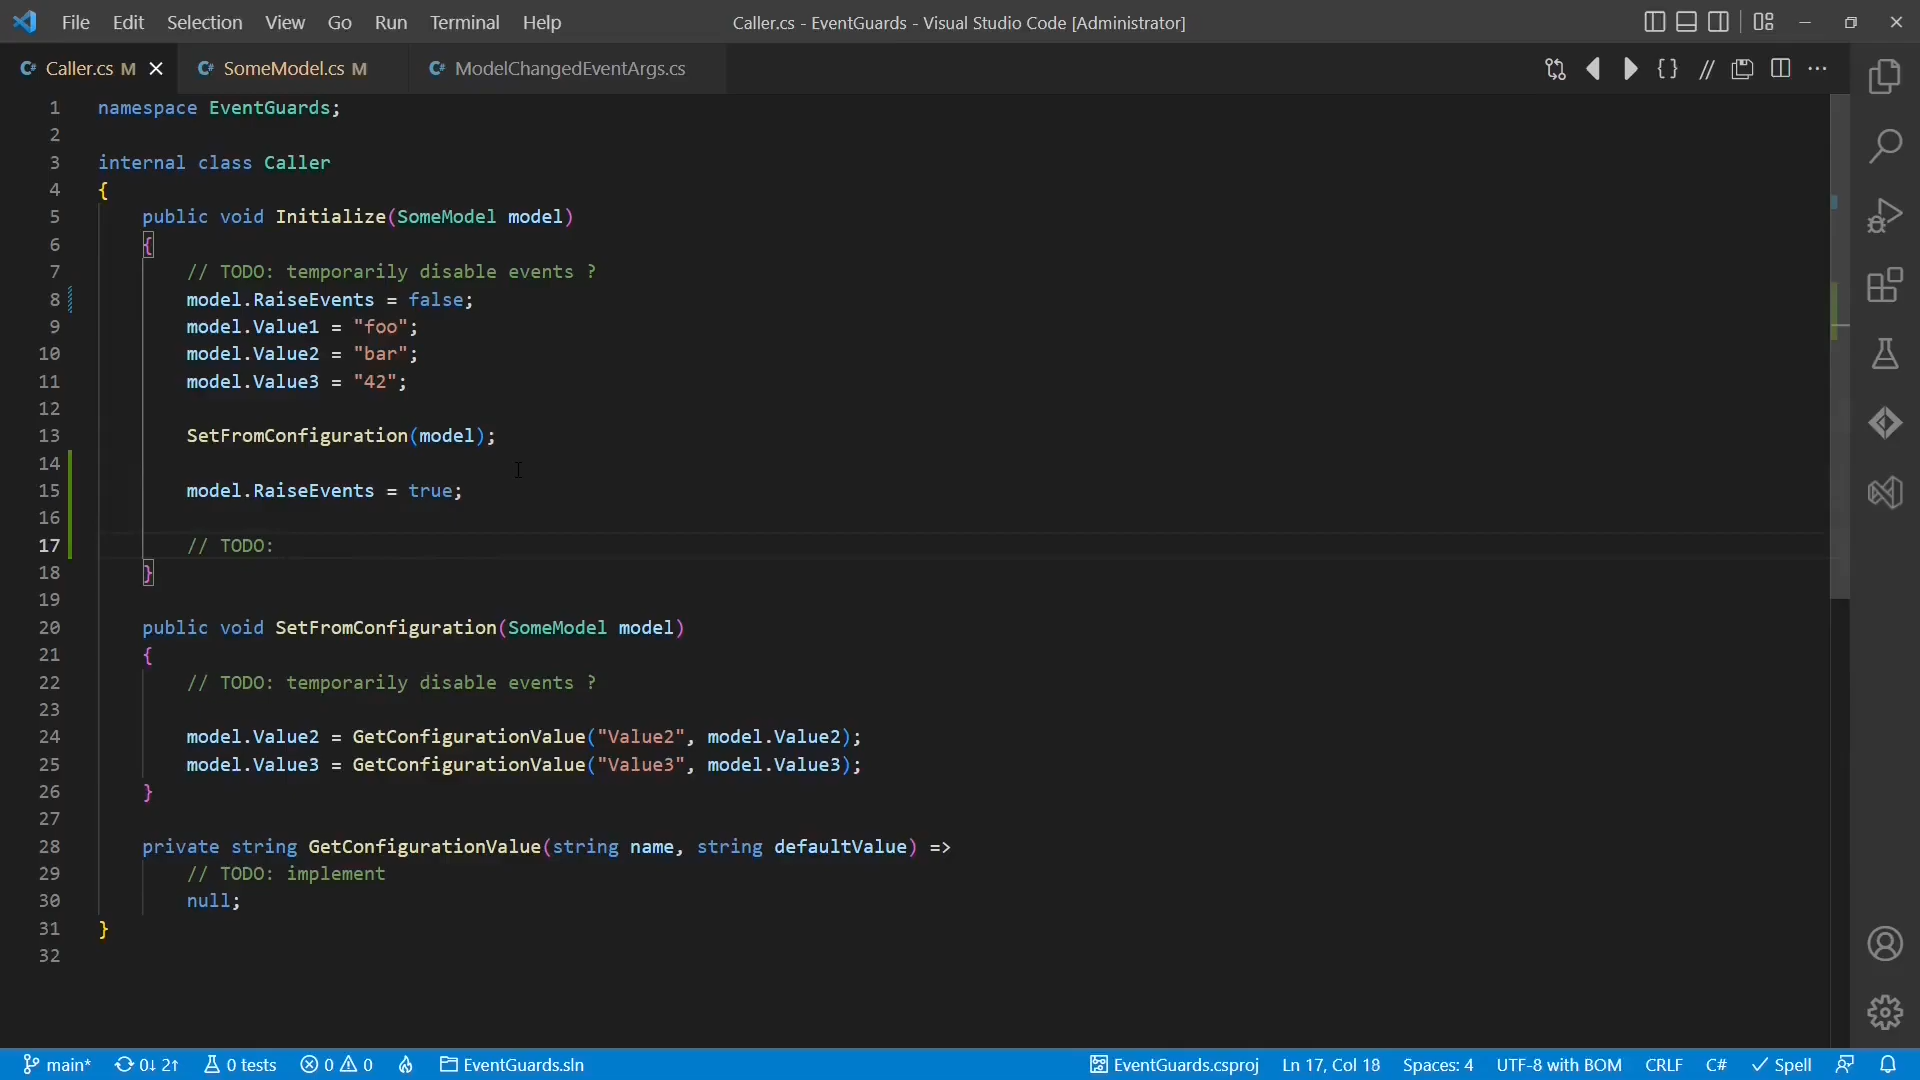 File Edit Selection View Go Run Terminal Help
Caller.cs - EventGuards - Visual Studio Code [Administrator]
C# Caller.cs M
C# SomeModel.cs M
C# ModelChangedEventArgs.cs
1 namespace EventGuards;
2
3 internal class Caller
4 {
5 public void Initialize(SomeModel model)
6 {
7 // TODO: temporarily disable events ?
8 model.RaiseEvents = false;
9 model.Value1 = "foo";
10 model.Value2 = "bar";
11 model.Value3 = "42";
12
13 SetFromConfiguration(model);
14
15 model.RaiseEvents = true;
16
17 // TODO:
18 }
19
20 public void SetFromConfiguration(SomeModel model)
21 {
22 // TODO: temporarily disable events ?
23
24 model.Value2 = GetConfigurationValue("Value2", model.Value2);
25 model.Value3 = GetConfigurationValue("Value3", model.Value3);
26 }
27
28 private string GetConfigurationValue(string name, string defaultValue) =>
29 // TODO: implement
30 null;
31 }
32
main* 0↓ 2↑ 0 tests 0 0 EventGuards.sln
EventGuards.csproj Ln 17, Col 18 Spaces: 4 UTF-8 with BOM CRLF C# Spell